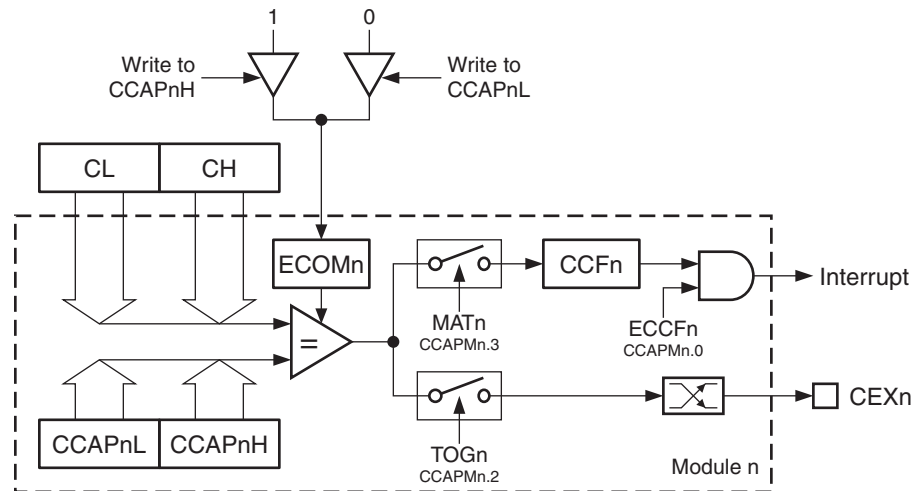 1
0
Write to
CCAPnH
Write to
CCAPnL
CL
CH
ECOMn
CCFn
Interrupt
MATn
CCAPMn.3
ECCFn
CCAPMn.0
=
CEXn
CCAPnL
CCAPnH
TOGn
CCAPMn.2
Module n